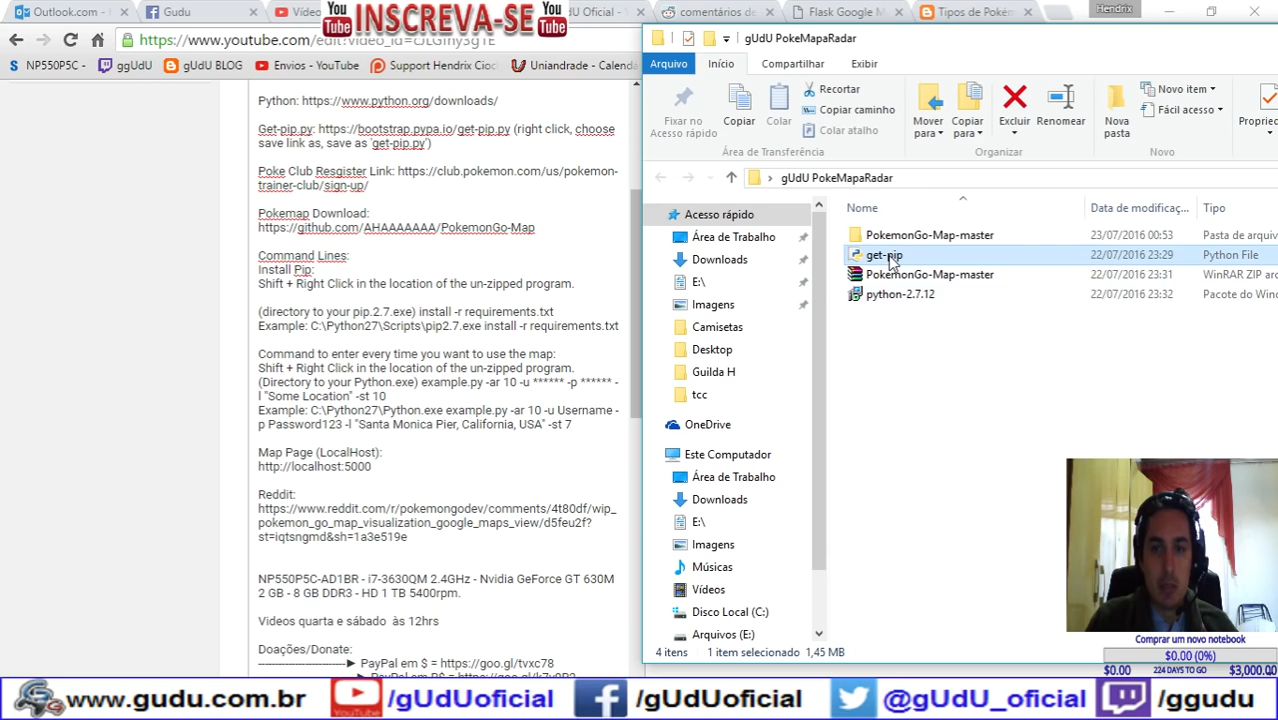 Outlook.com -
Gudu
Víde
INSCREVA-SE
You Tube
You Tube
dU Oficial -
comentários de
Flask Google M
Tipos de Pokém
Hendrix
https://www.youtube.com/edit?video_id=
NP550P5C
ggUdU
gUdU BLOG
Envios - YouTube
Support Hendrix Cioc
Uniandrade - Calenda
Python: https://www.python.org/downloads/
Get-pip.py: https://bootstrap.pypa.io/get-pip.py (right click, choose
save link as, save as 'get-pip.py')
Poke Club Resgister Link: https://club.pokemon.com/us/pokemon-
trainer-club/sign-up/
Pokemap Download:
https://github.com/AHAAAAAAA/PokemonGo-Map
Command Lines:
Install Pip:
Shift + Right Click in the location of the un-zipped program.
(directory to your pip.2.7.exe) install -r requirements.txt
Example: C:\Python27\Scripts\pip2.7.exe install -r requirements.txt
Command to enter every time you want to use the map:
Shift + Right Click in the location of the un-zipped program.
(Directory to your Python.exe) example.py -ar 10 -u ****** -p ****** -
l "Some Location" -st 10
Example: C:\Python27\Python.exe example.py -ar 10 -u Username -
p Password123 -l "Santa Monica Pier, California, USA" -st 7
Map Page (LocalHost):
http://localhost:5000
Reddit:
https://www.reddit.com/r/pokemongodev/comments/4t80df/wip_
pokemon_go_map_visualization_google_maps_view/d5feu2f?
st=iqtsngmd&sh=1a3e519e
NP550P5C-AD1BR - i7-3630QM 2.4GHz - Nvidia GeForce GT 630M
2 GB - 8 GB DDR3 - HD 1 TB 5400rpm.
Videos quarta e sábado às 12hrs
Doações/Donate:
---------------------------► PayPal em $ = https://goo.gl/tvxc78
gUdU PokeMapaRadar
Arquivo
Início
Compartilhar
Exibir
Fixar no
Acesso rápido
Copiar
Colar
Recortar
Copiar caminho
Colar atalho
Área de Transferência
Mover
para
Copiar
para
Excluir
Renomear
Organizar
Nova
pasta
Novo item
Fácil acesso
Novo
Propried
gUdU PokeMapaRadar
Nome
Data de modificaç...
Tipo
PokemonGo-Map-master
23/07/2016 00:53
Pasta de arquiv
get-pip
22/07/2016 23:29
Python File
PokemonGo-Map-master
22/07/2016 23:31
WinRAR ZIP ar
python-2.7.12
22/07/2016 23:32
Pacote do Win
Acesso rápido
Área de Trabalho
Downloads
E:\
Imagens
Camisetas
Desktop
Guilda H
tcc
OneDrive
Este Computador
Área de Trabalho
Downloads
E:\
Imagens
Músicas
Vídeos
Disco Local (C:)
Arquivos (E:)
4 itens
1 item selecionado 1,45 MB
Comprar um novo notebook
$0.00 (0%)
$0.00
224 DAYS TO GO
$3,000.00
www.gudu.com.br
YouTube
/gUdUoficial
/gUdUoficial
@gUdU_oficial
/ggudu